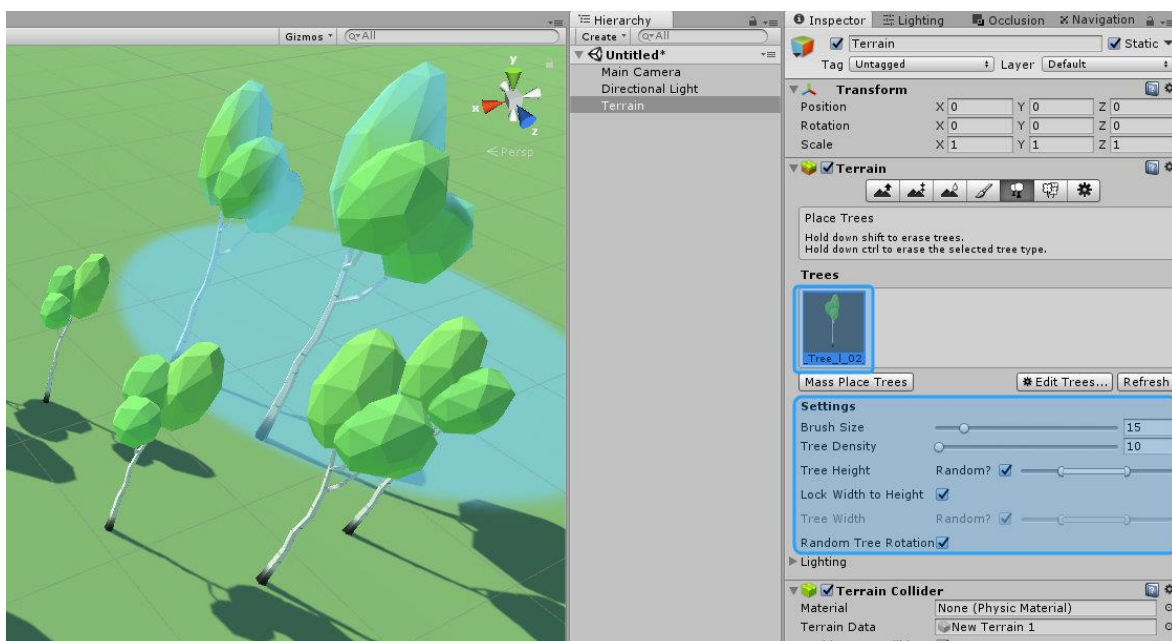 Gizmos
All
y
x
z
Persp
Hierarchy
Create
All
Untitled*
Main Camera
Directional Light
Terrain
Inspector
Lighting
Occlusion
Navigation
Terrain
Static
Tag Untagged Layer Default
Transform
Position X 0 Y 0 Z 0
Rotation X 0 Y 0 Z 0
Scale X 1 Y 1 Z 1
Terrain
Place Trees
Hold down shift to erase trees.
Hold down ctrl to erase the selected tree type.
Trees
_Tree_l_02
Mass Place Trees
Edit Trees...
Refresh
Settings
Brush Size 15
Tree Density 10
Tree Height Random?
Lock Width to Height
Tree Width Random?
Random Tree Rotation
Lighting
Terrain Collider
Material None (Physic Material)
Terrain Data New Terrain 1